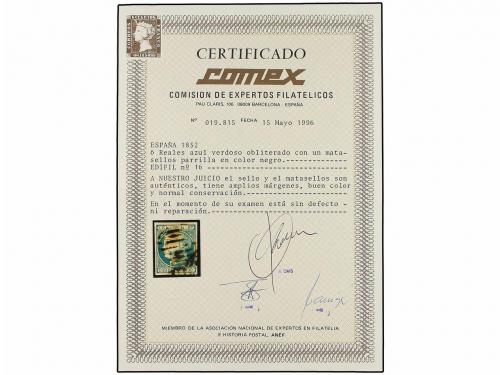 CERTIFICADO
comex
COMISION DE EXPERTOS FILATELICOS
PAU CLARIS, 106 08009 BARCELONA - ESPAÑA
Nº 019.815 FECHA 15 Mayo 1996
ESPAÑA 1852
6 Reales azul verdoso obliterado con un mata-
sellos parrilla en color negro.---------------
EDIFIL nº 16 --------------------------------
A NUESTRO JUICIO el sello y el matasellos son
auténticos, tiene amplios márgenes, buen color
y normal conservación.-----------------------
En el momento de su examen está sin defecto -
ni reparación.-------------------------------
MIEMBRO DE LA ASOCIACION NACIONAL DE EXPERTOS EN FILATELIA
E HISTORIA POSTAL. ANEF.